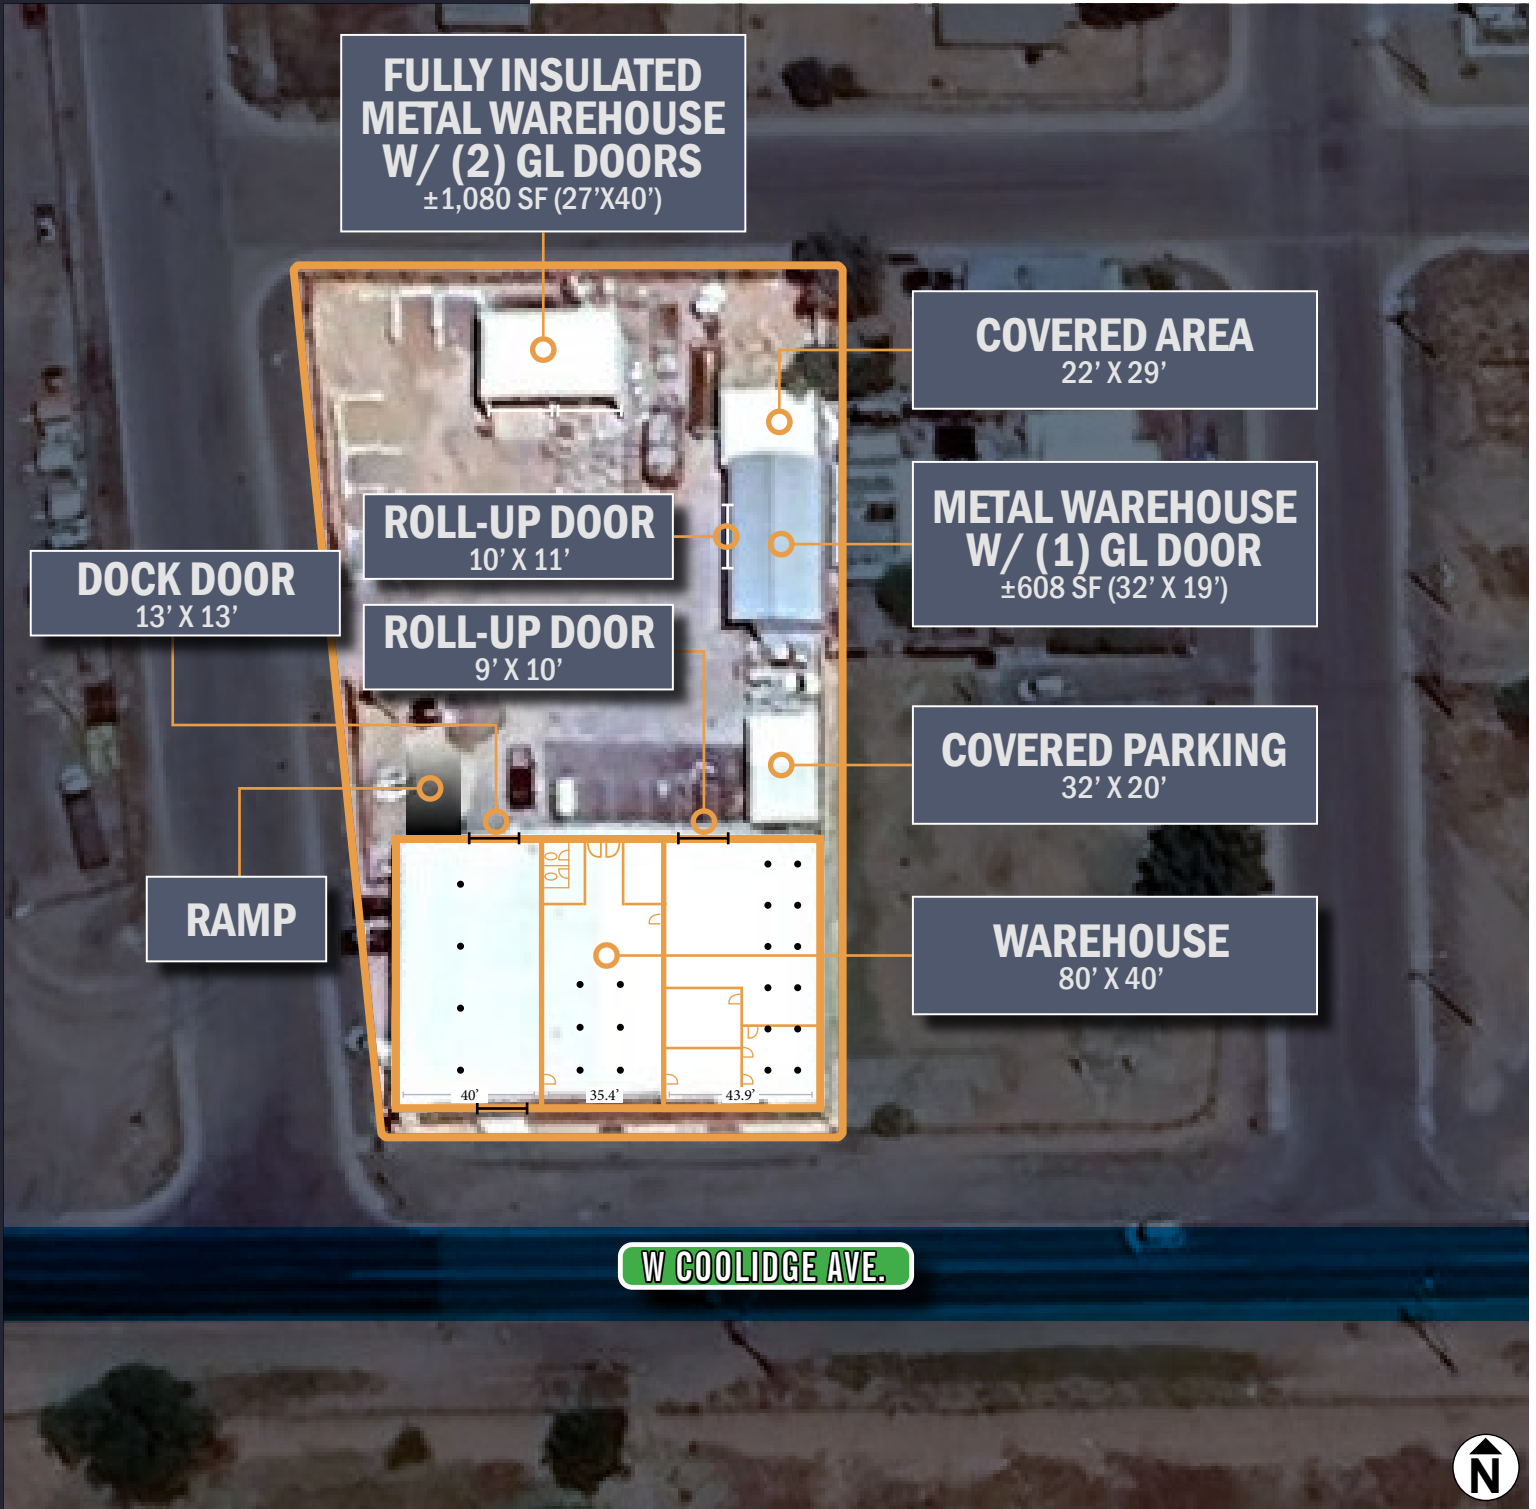 FULLY INSULATED
METAL WAREHOUSE
W/ (2) GL DOORS
±1,080 SF (27’X40’)
COVERED AREA
22’ X 29’
METAL WAREHOUSE
W/ (1) GL DOOR
±608 SF (32’ X 19’)
ROLL-UP DOOR
10’ X 11’
DOCK DOOR
13’ X 13’
ROLL-UP DOOR
9’ X 10’
COVERED PARKING
32’ X 20’
RAMP
WAREHOUSE
80’ X 40’
40’
35.4’
43.9’
W COOLIDGE AVE.
N